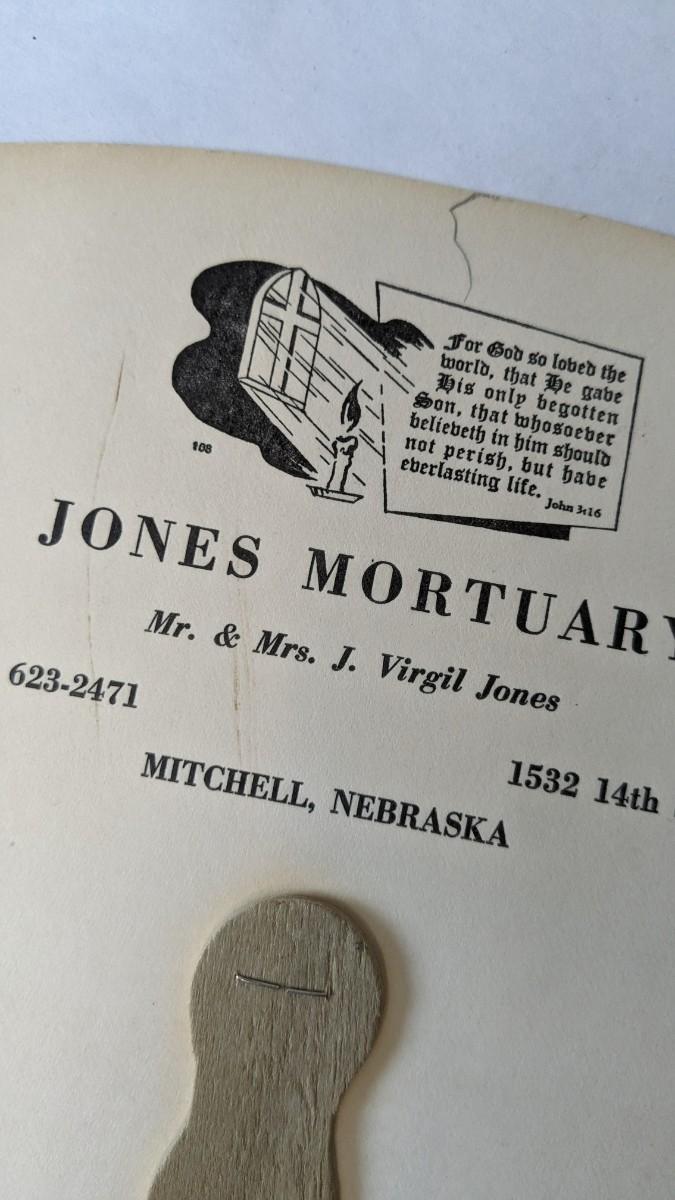 For God so loved the
world, that He gave
His only begotten
Son, that whosoever
believeth in him should
not perish, but have
everlasting life.
John 3:16
108
JONES MORTUARY
Mr. & Mrs. J. Virgil Jones
623-2471
1532 14th
MITCHELL, NEBRASKA